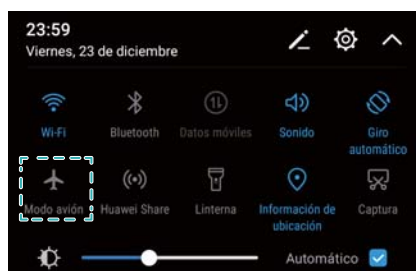 23:59
Viernes, 23 de diciembre
Wi-Fi Bluetooth Datos móviles Sonido Giro
automático
Modo avión Huawei Share Linterna Información de Captura
ubicación
Automático